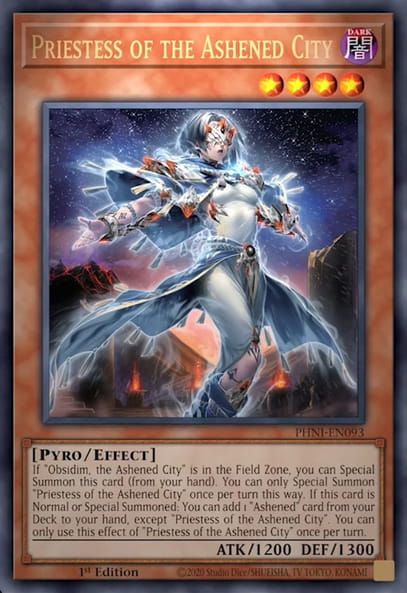 PRIESTESS OF THE ASHENED CITY
DARK
闇
PHNI-EN093
[PYRO/EFFECT]
If "Obsidim, the Ashened City" is in the Field Zone, you can Special
Summon this card (from your hand). You can only Special Summon
"Priestess of the Ashened City" once per turn this way. If this card is
Normal or Special Summoned: You can add 1 "Ashened" card from your
Deck to your hand, except "Priestess of the Ashened City". You can
only use this effect of "Priestess of the Ashened City" once per turn.
ATK/1200 DEF/1300
1st Edition
©2020 Studio Dice/SHUEISHA, TV TOKYO, KONAMI